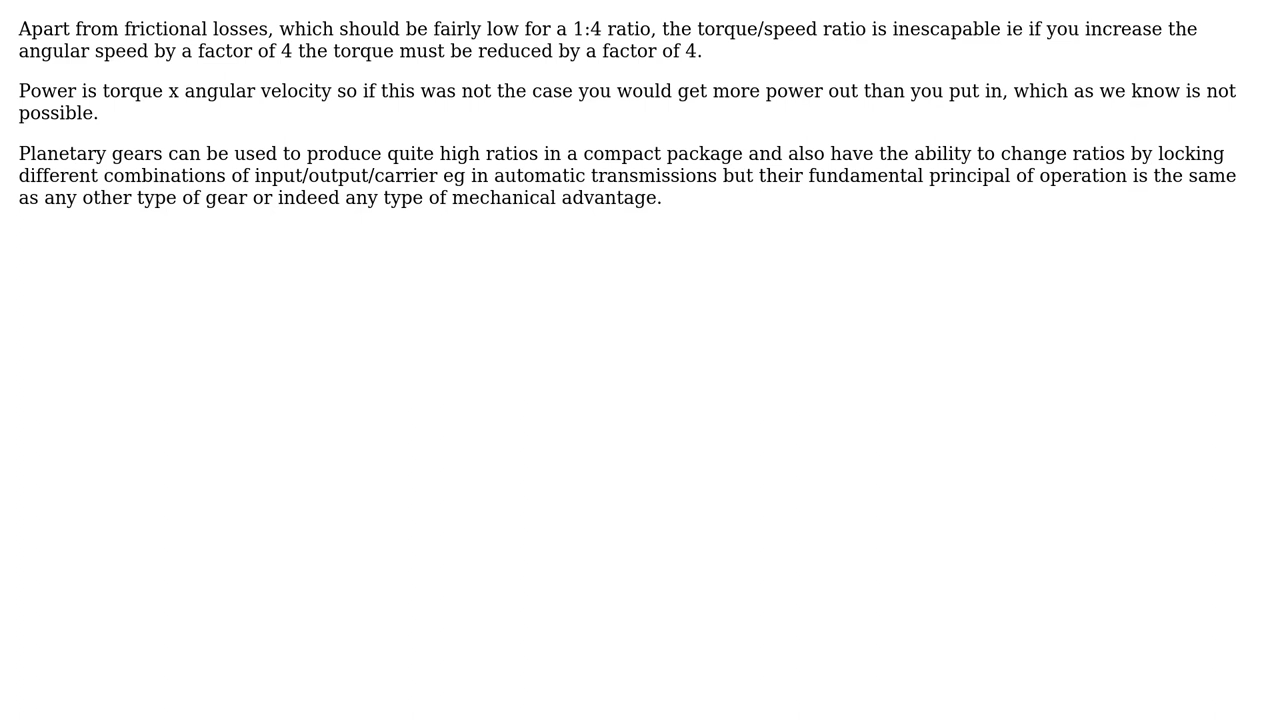 Apart from frictional losses, which should be fairly low for a 1:4 ratio, the torque/speed ratio is inescapable ie if you increase the
angular speed by a factor of 4 the torque must be reduced by a factor of 4.
Power is torque x angular velocity so if this was not the case you would get more power out than you put in, which as we know is not
possible.
Planetary gears can be used to produce quite high ratios in a compact package and also have the ability to change ratios by locking
different combinations of input/output/carrier eg in automatic transmissions but their fundamental principal of operation is the same
as any other type of gear or indeed any type of mechanical advantage.